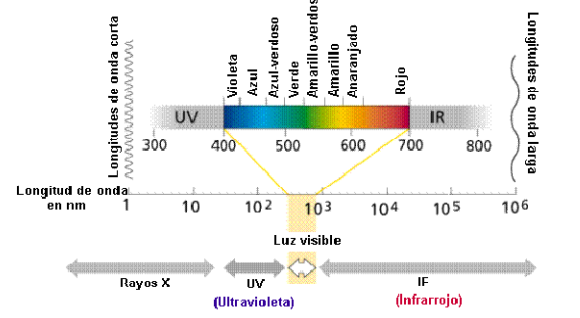 Longitudes de onda corta
Violeta
Azul
Azul-verdoso
Verde
Amarillo-verdoso
Amarillo
Anaranjado
Rojo
Longitudes de onda larga
UV
IR
300 400 500 600 700 800
Longitud de onda
en nm
1 10 10² 10³ 10⁴ 10⁵ 10⁶
Luz visible
Rayos X
UV
IF
(Ultravioleta)
(Infrarrojo)